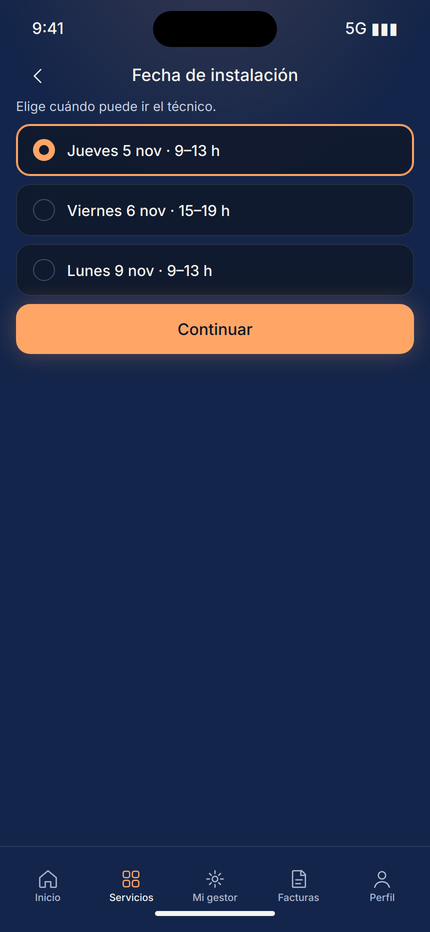 9:41
5G
Fecha de instalación
Elige cuándo puede ir el técnico.
Jueves 5 nov · 9–13 h
Viernes 6 nov · 15–19 h
Lunes 9 nov · 9–13 h
Continuar
Inicio
Servicios
Mi gestor
Facturas
Perfil